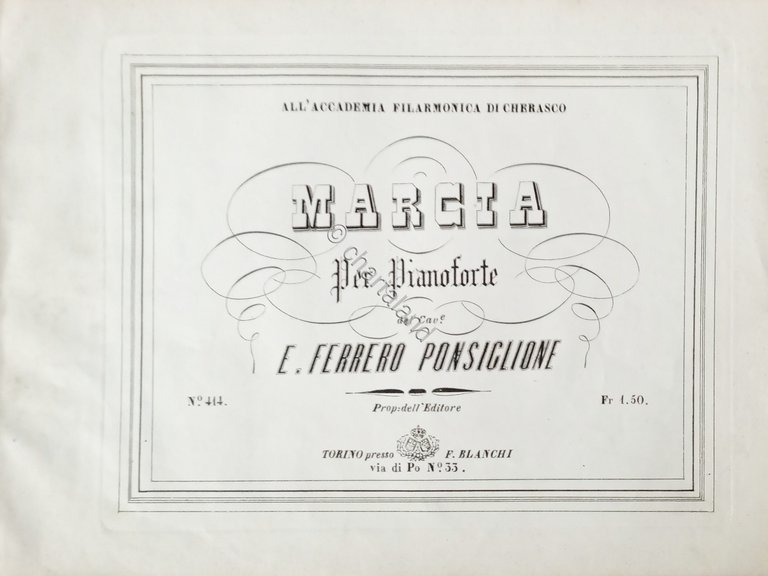 ALL'ACCADEMIA FILARMONICA DI CHERASCO
MARCIA
Per Pianoforte
del Cav.e
E. FERRERO PONSIGLIONE
N.o 414.
Fr 1.50.
Prop: dell'Editore
TORINO presso F. BLANCHI
via di Po N.o 33.
© chartaland